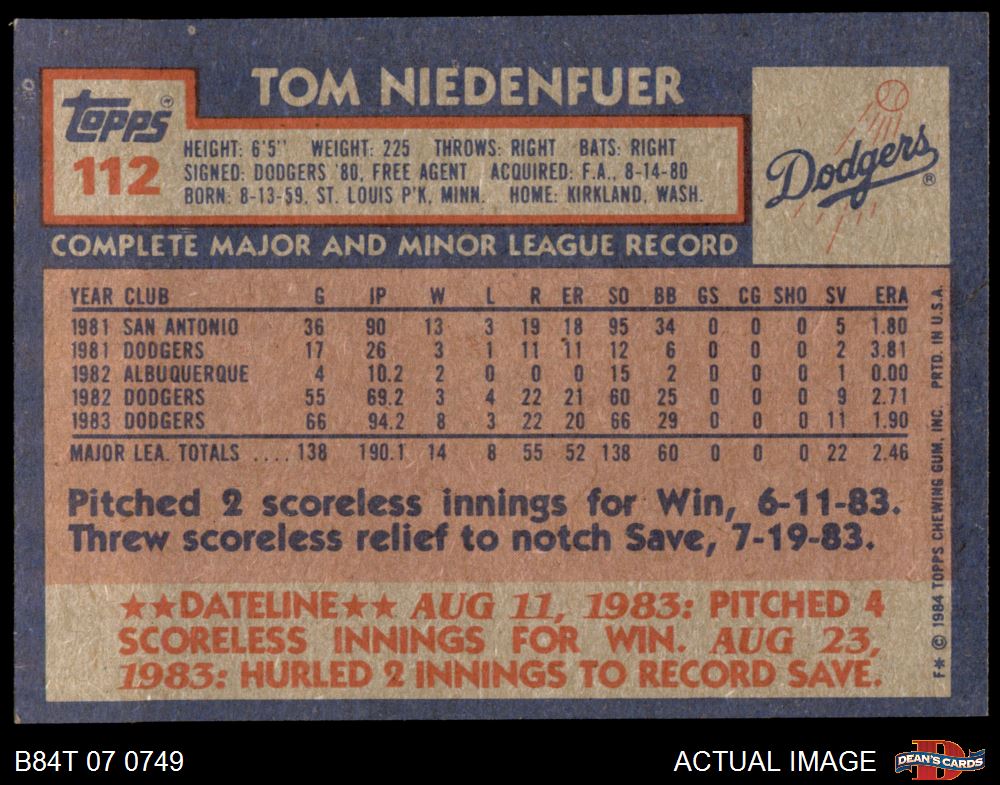 TOM NIEDENFUER
Topps®
112
HEIGHT: 6'5" WEIGHT: 225 THROWS: RIGHT BATS: RIGHT
SIGNED: DODGERS '80, FREE AGENT ACQUIRED: F.A., 8-14-80
BORN: 8-13-59, ST. LOUIS P'K, MINN. HOME: KIRKLAND, WASH.
Dodgers®
COMPLETE MAJOR AND MINOR LEAGUE RECORD
YEAR CLUB G IP W L R ER SO BB GS CG SHO SV ERA
1981 SAN ANTONIO 36 90 13 3 19 18 95 34 0 0 0 5 1.80
1981 DODGERS 17 26 3 1 11 11 12 6 0 0 0 2 3.81
1982 ALBUQUERQUE 4 10.2 2 0 0 0 15 2 0 0 0 1 0.00
1982 DODGERS 55 69.2 3 4 22 21 60 25 0 0 0 9 2.71
1983 DODGERS 66 94.2 8 3 22 20 66 29 0 0 0 11 1.90
MAJOR LEA. TOTALS .... 138 190.1 14 8 55 52 138 60 0 0 0 22 2.46
Pitched 2 scoreless innings for Win, 6-11-83.
Threw scoreless relief to notch Save, 7-19-83.
★★DATELINE★★ AUG 11, 1983: PITCHED 4
SCORELESS INNINGS FOR WIN. AUG 23,
1983: HURLED 2 INNINGS TO RECORD SAVE.
F* © 1984 TOPPS CHEWING GUM, INC. PRTD. IN U.S.A.
B84T 07 0749
ACTUAL IMAGE
D
DEAN'S CARDS